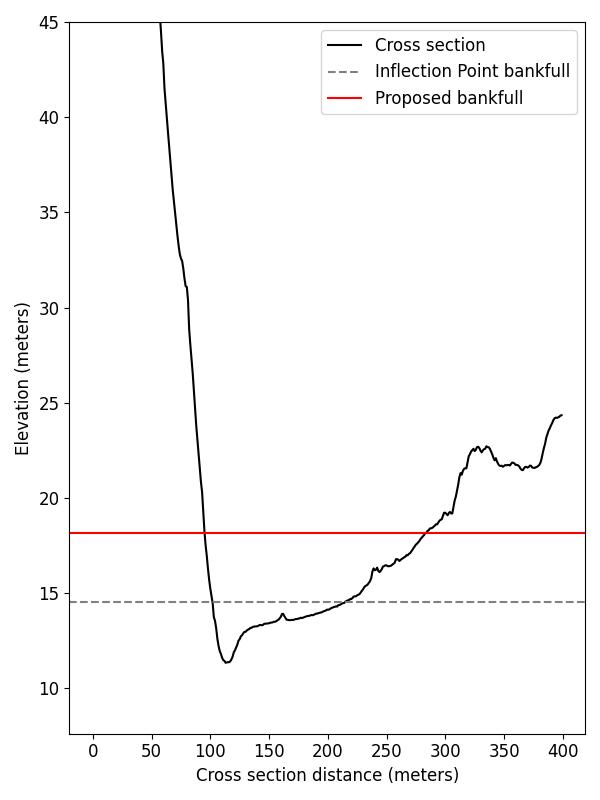 Cross section
Inflection Point bankfull
Proposed bankfull
45
40
35
30
25
20
15
10
Elevation (meters)
0 50 100 150 200 250 300 350 400
Cross section distance (meters)